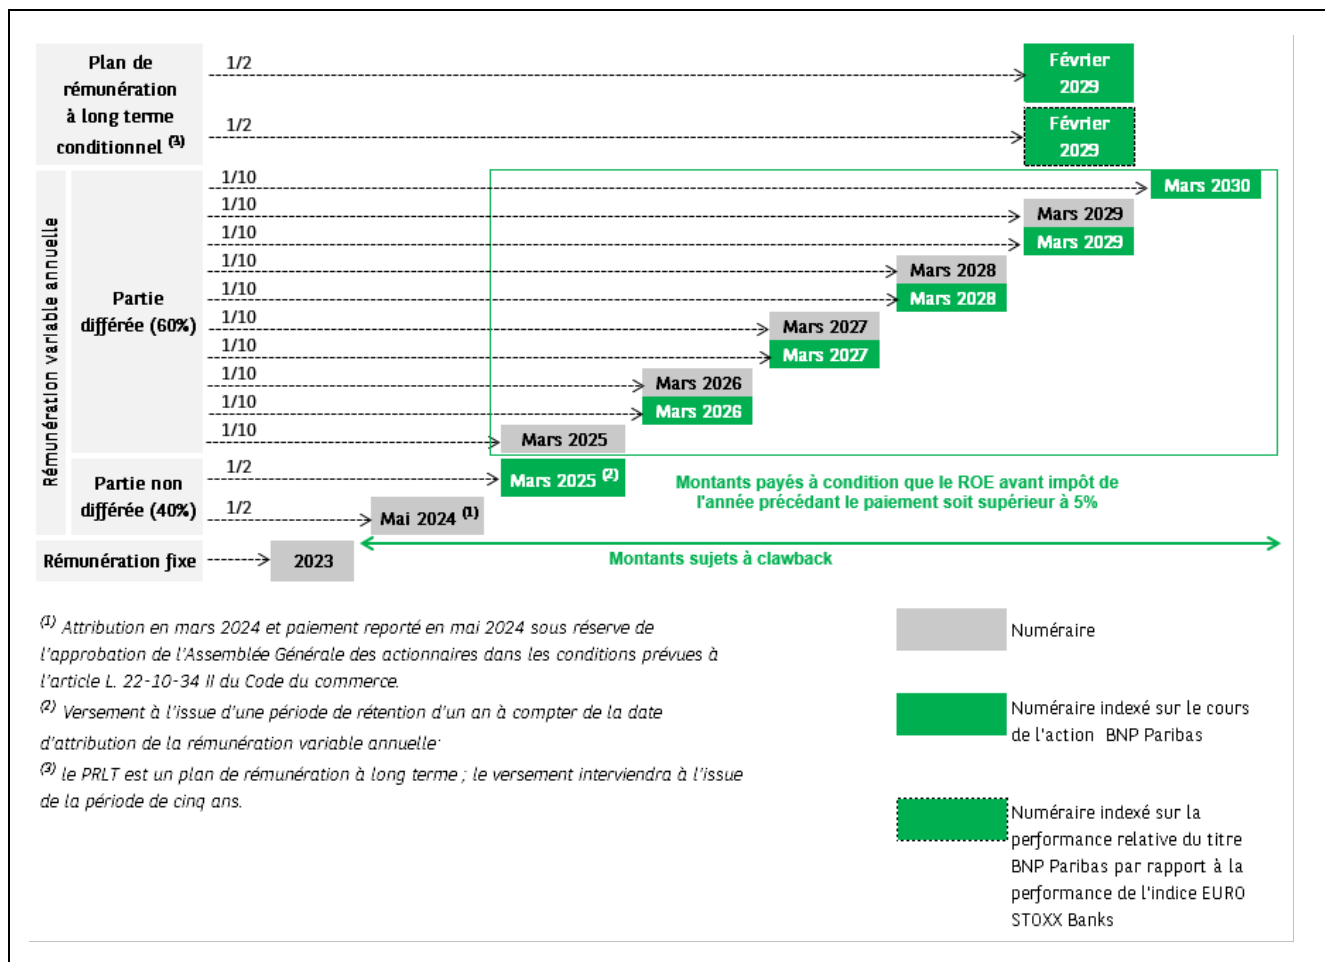 Plan de
rémunération
à long terme
conditionnel (3)
1/2
Février
2029
1/2
Février
2029
Rémunération variable annuelle
Partie
différée (60%)
1/10
Mars 2030
1/10
Mars 2029
1/10
Mars 2029
1/10
Mars 2028
1/10
Mars 2028
1/10
Mars 2027
1/10
Mars 2027
1/10
Mars 2026
1/10
Mars 2026
1/10
Mars 2025
Partie non
différée (40%)
1/2
Mars 2025 (2)
1/2
Mai 2024 (1)
Montants payés à condition que le ROE avant impôt de
l'année précédant le paiement soit supérieur à 5%
Rémunération fixe
2023
Montants sujets à clawback
(1) Attribution en mars 2024 et paiement reporté en mai 2024 sous réserve de
l'approbation de l'Assemblée Générale des actionnaires dans les conditions prévues à
l'article L. 22-10-34 II du Code du commerce.
(2) Versement à l'issue d'une période de rétention d'un an à compter de la date
d'attribution de la rémunération variable annuelle.
(3) le PRLT est un plan de rémunération à long terme ; le versement interviendra à l'issue
de la période de cinq ans.
Numéraire
Numéraire indexé sur le cours
de l'action BNP Paribas
Numéraire indexé sur la
performance relative du titre
BNP Paribas par rapport à la
performance de l'indice EURO
STOXX Banks